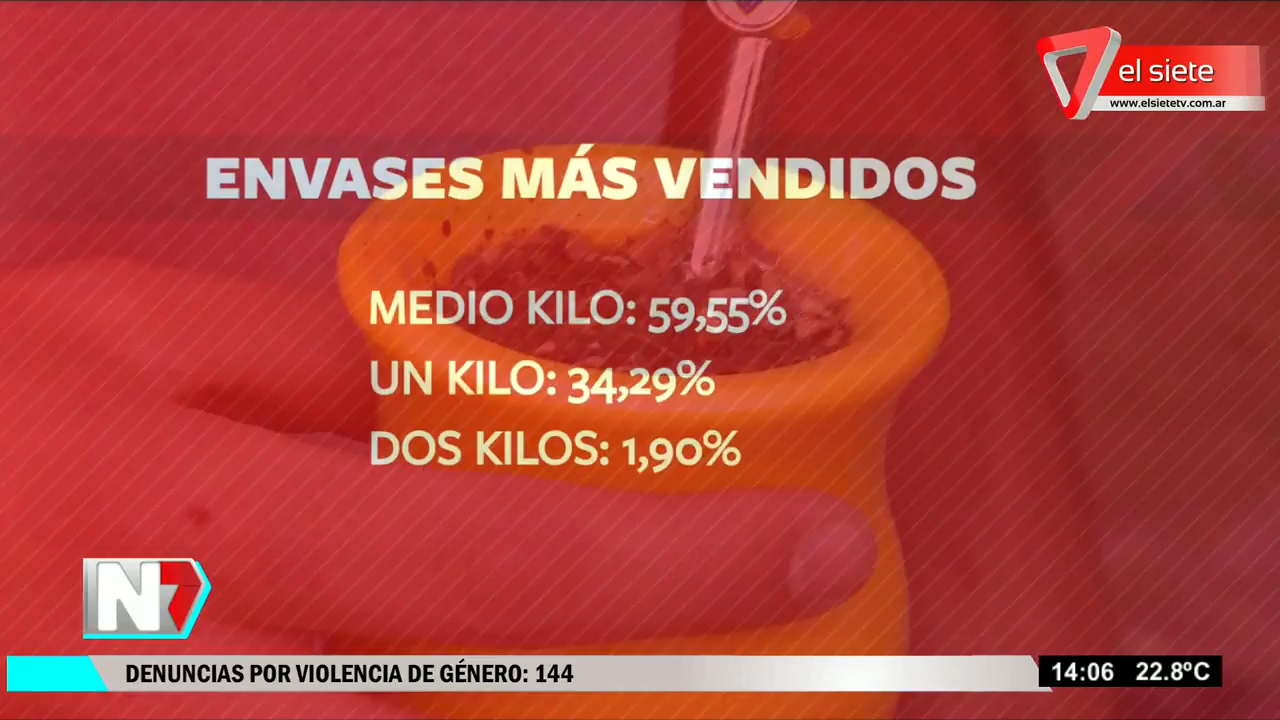 el siete
www.elsietetv.com.ar
ENVASES MÁS VENDIDOS
MEDIO KILO: 59,55%
UN KILO: 34,29%
DOS KILOS: 1,90%
N7
DENUNCIAS POR VIOLENCIA DE GÉNERO: 144
14:06 22.8ºC